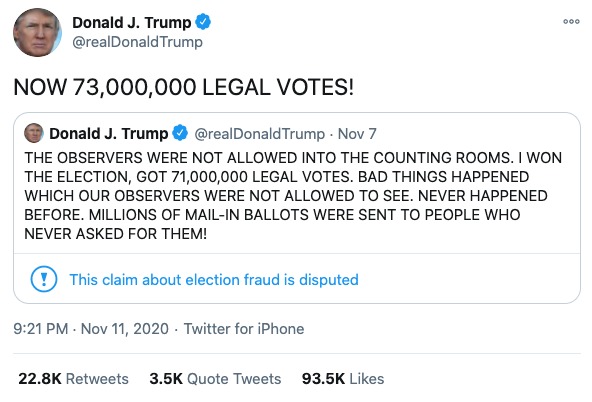 Donald J. Trump
@realDonaldTrump
NOW 73,000,000 LEGAL VOTES!
Donald J. Trump @realDonaldTrump · Nov 7
THE OBSERVERS WERE NOT ALLOWED INTO THE COUNTING ROOMS. I WON
THE ELECTION, GOT 71,000,000 LEGAL VOTES. BAD THINGS HAPPENED
WHICH OUR OBSERVERS WERE NOT ALLOWED TO SEE. NEVER HAPPENED
BEFORE. MILLIONS OF MAIL-IN BALLOTS WERE SENT TO PEOPLE WHO
NEVER ASKED FOR THEM!
This claim about election fraud is disputed
9:21 PM · Nov 11, 2020 · Twitter for iPhone
22.8K Retweets 3.5K Quote Tweets 93.5K Likes